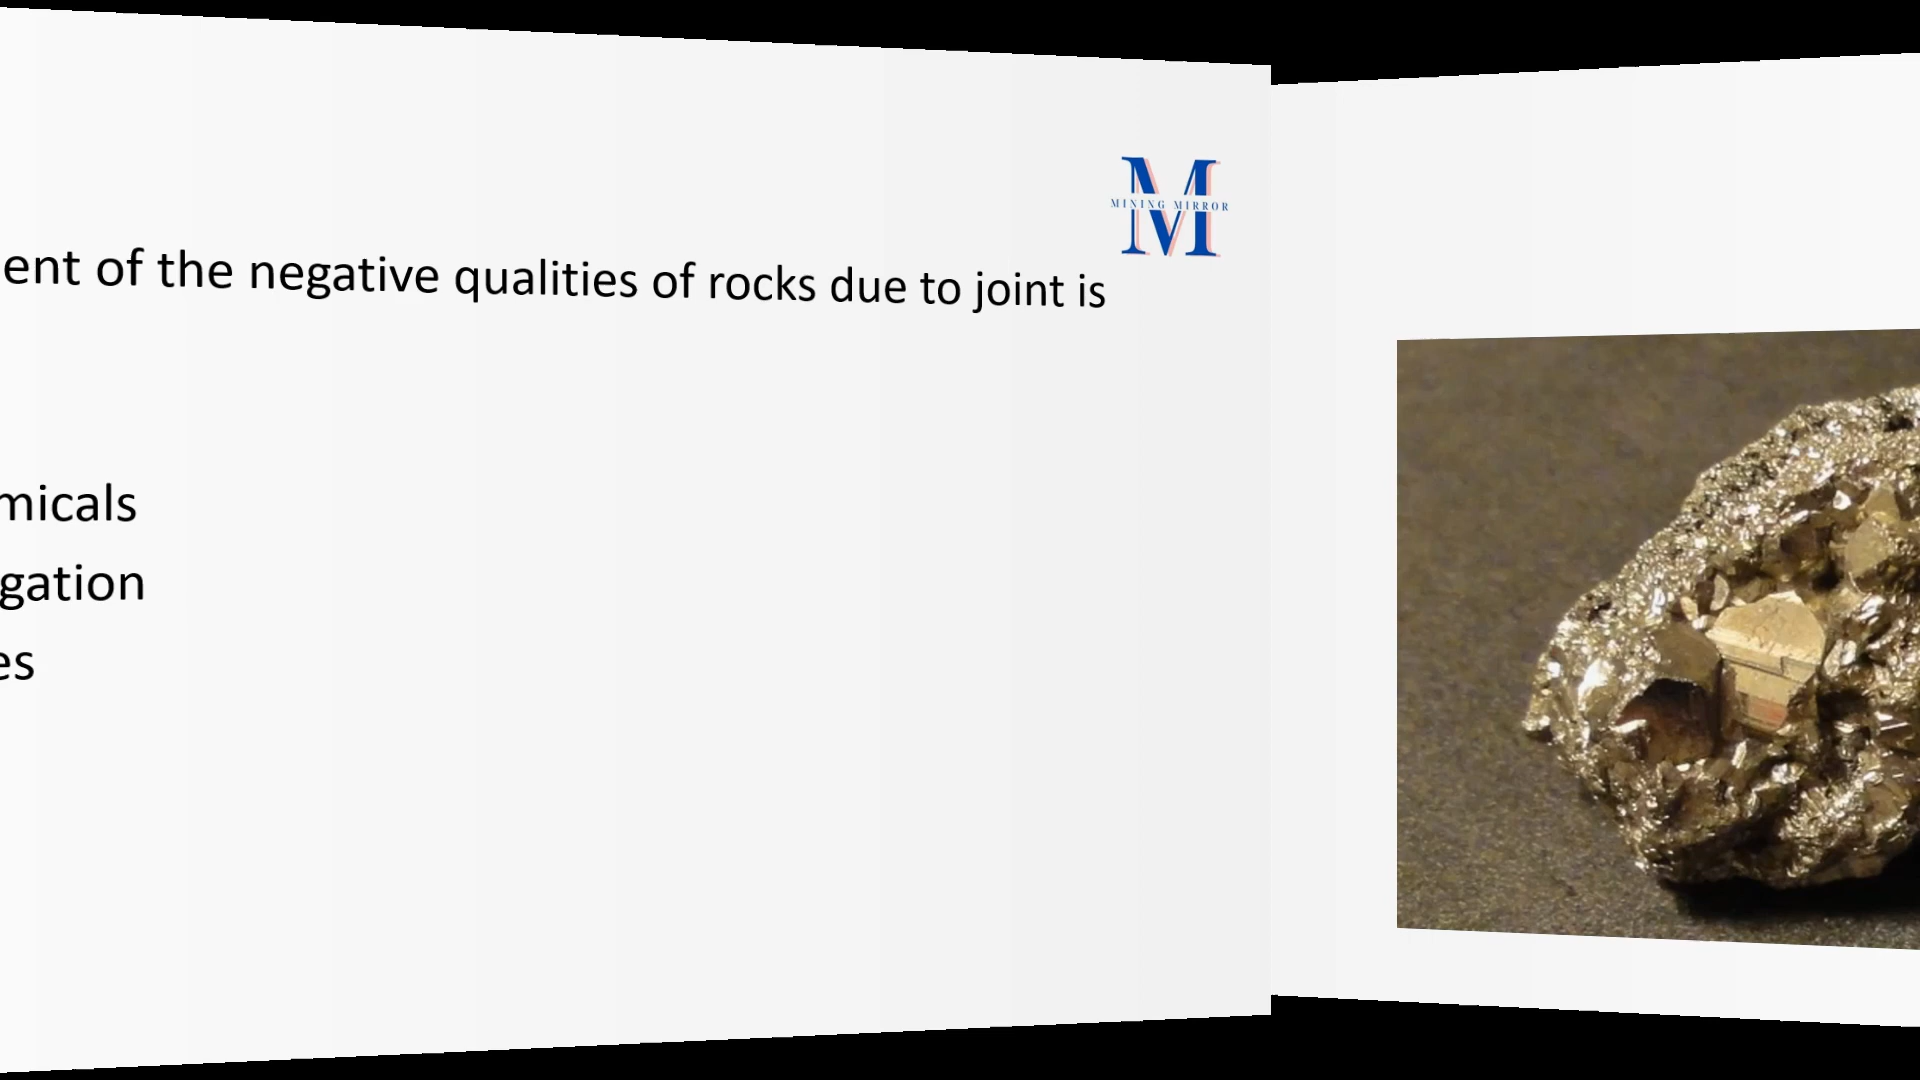 MINING MIRROR
ent of the negative qualities of rocks due to joint is
micals
gation
es